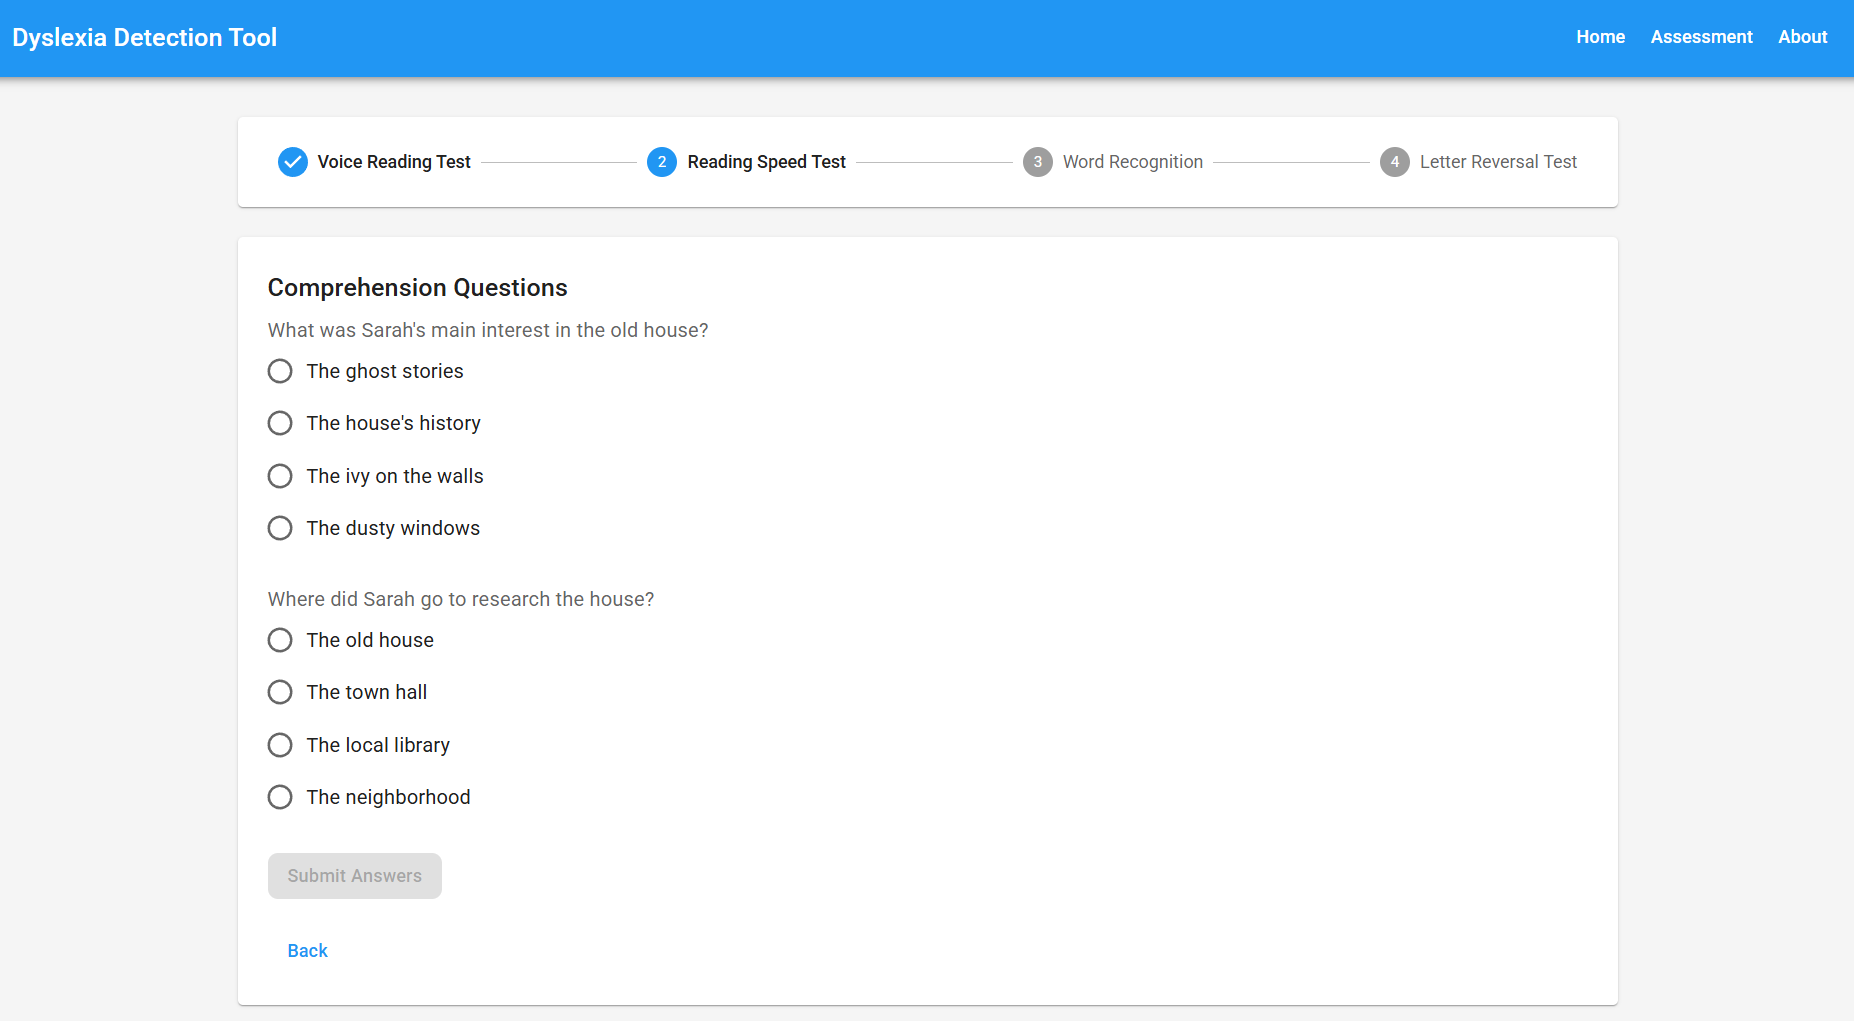 Dyslexia Detection Tool
Home Assessment About
Voice Reading Test
2 Reading Speed Test
3 Word Recognition
4 Letter Reversal Test
Comprehension Questions
What was Sarah's main interest in the old house?
The ghost stories
The house's history
The ivy on the walls
The dusty windows
Where did Sarah go to research the house?
The old house
The town hall
The local library
The neighborhood
Submit Answers
Back